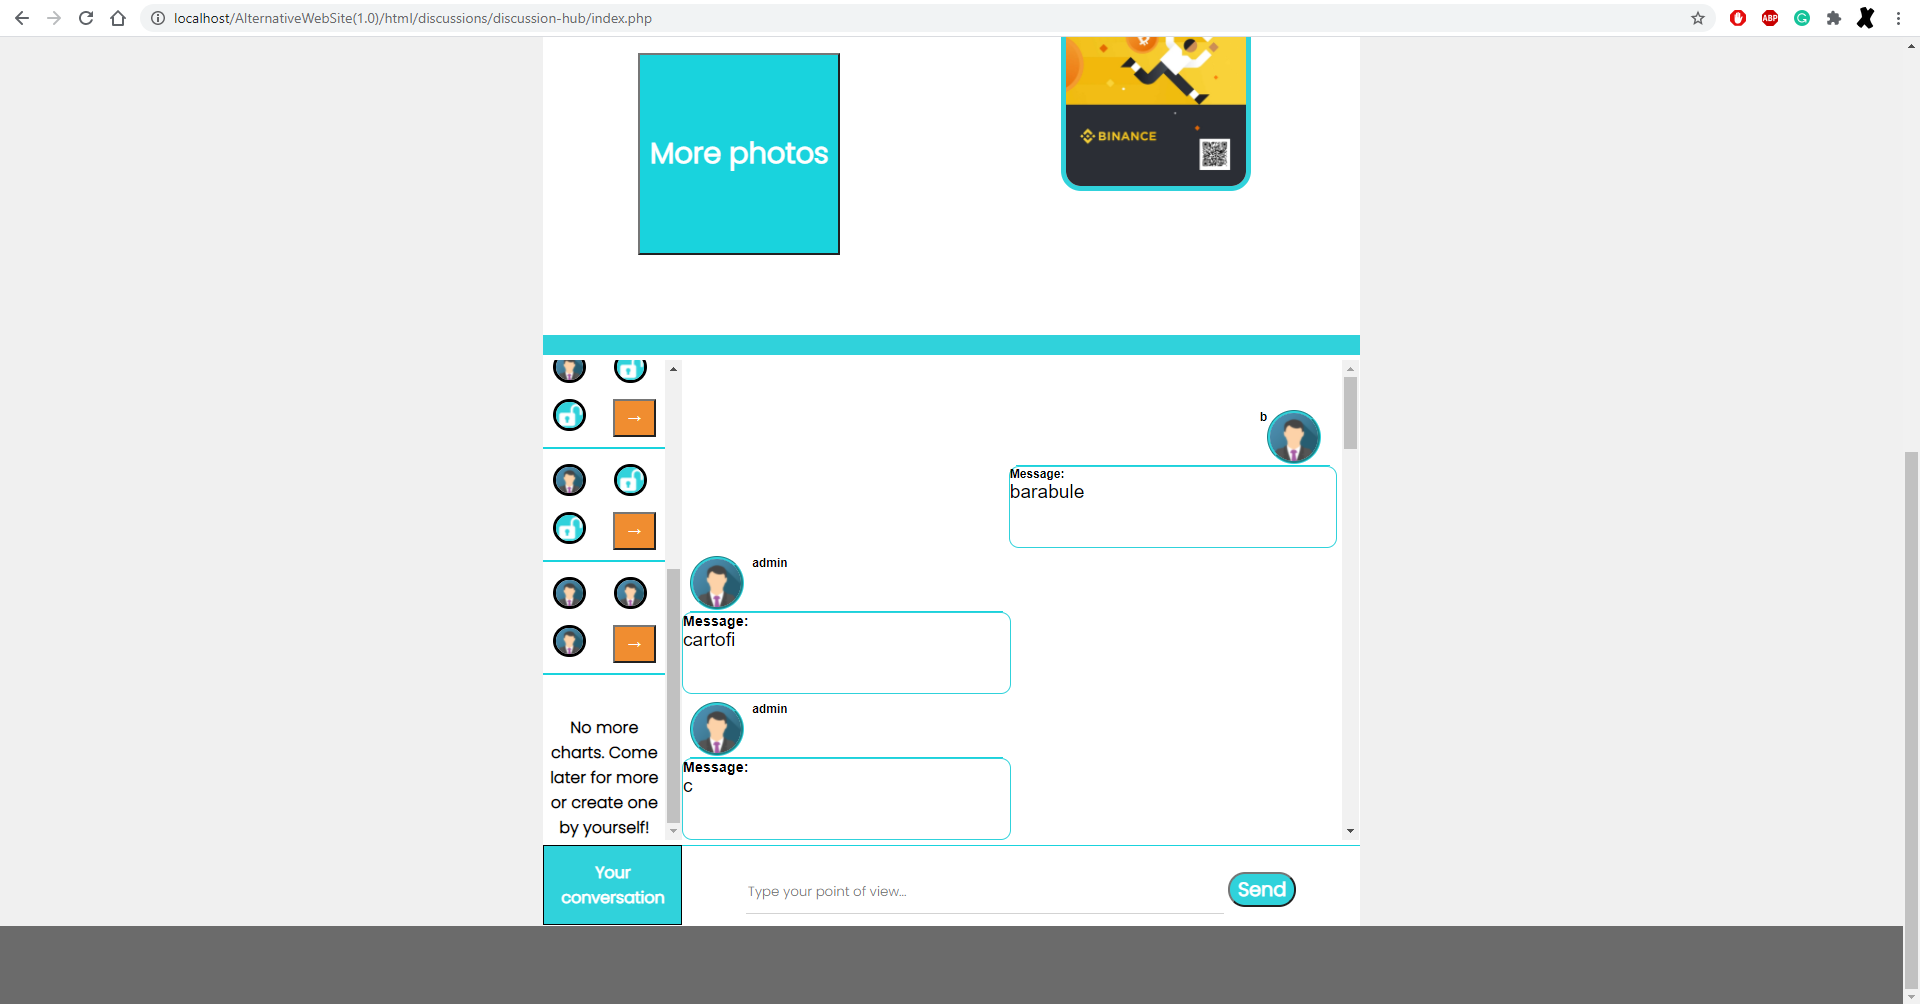 localhost/AlternativeWebSite(1.0)/html/discussions/discussion-hub/index.php
ABP
More photos
BINANCE
→
→
→
No more
charts. Come
later for more
or create one
by yourself!
b
Message:
barabule
admin
Message:
cartofi
admin
Message:
c
Your
conversation
Type your point of view...
Send